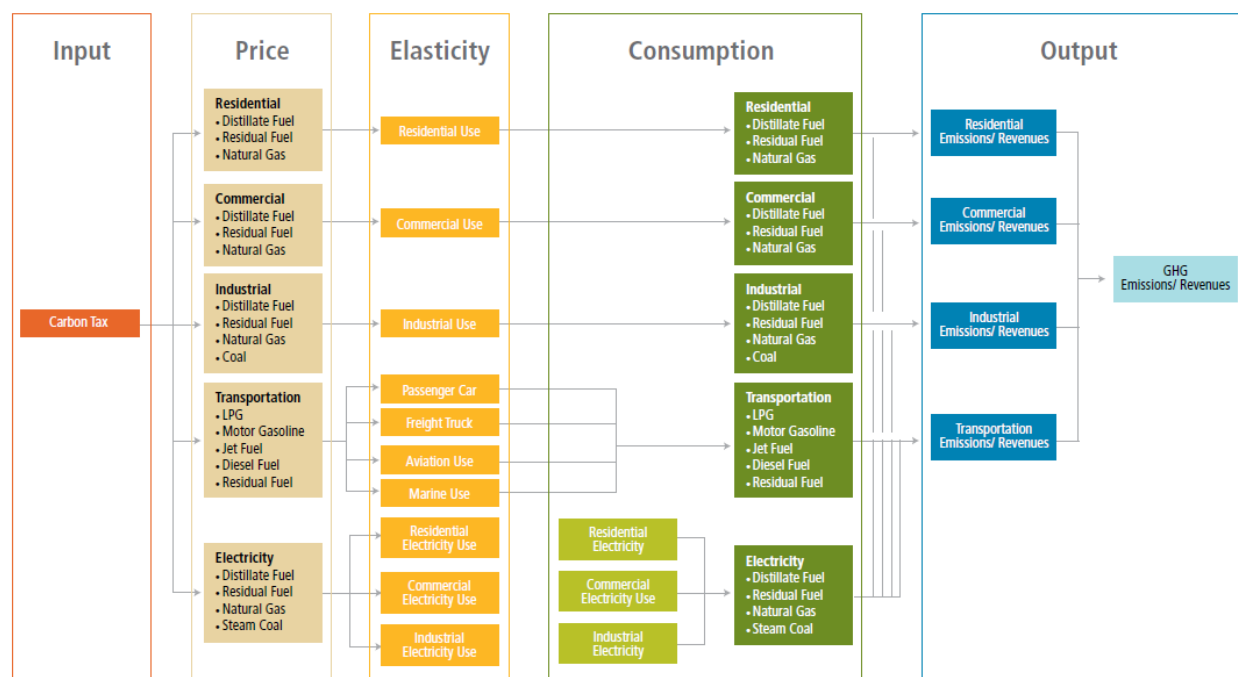 Input
Price
Elasticity
Consumption
Output
Carbon Tax
Residential
• Distillate Fuel
• Residual Fuel
• Natural Gas
Commercial
• Distillate Fuel
• Residual Fuel
• Natural Gas
Industrial
• Distillate Fuel
• Residual Fuel
• Natural Gas
• Coal
Transportation
• LPG
• Motor Gasoline
• Jet Fuel
• Diesel Fuel
• Residual Fuel
Electricity
• Distillate Fuel
• Residual Fuel
• Natural Gas
• Steam Coal
Residential Use
Commercial Use
Industrial Use
Passenger Car
Freight Truck
Aviation Use
Marine Use
Residential
Electricity Use
Commercial
Electricity Use
Industrial
Electricity Use
Residential
Electricity
Commercial
Electricity Use
Industrial
Electricity
Residential
• Distillate Fuel
• Residual Fuel
• Natural Gas
Commercial
• Distillate Fuel
• Residual Fuel
• Natural Gas
Industrial
• Distillate Fuel
• Residual Fuel
• Natural Gas
• Coal
Transportation
• LPG
• Motor Gasoline
• Jet Fuel
• Diesel Fuel
• Residual Fuel
Electricity
• Distillate Fuel
• Residual Fuel
• Natural Gas
• Steam Coal
Residential
Emissions/ Revenues
Commercial
Emissions/ Revenues
Industrial
Emissions/ Revenues
Transportation
Emissions/ Revenues
GHG
Emissions/ Revenues